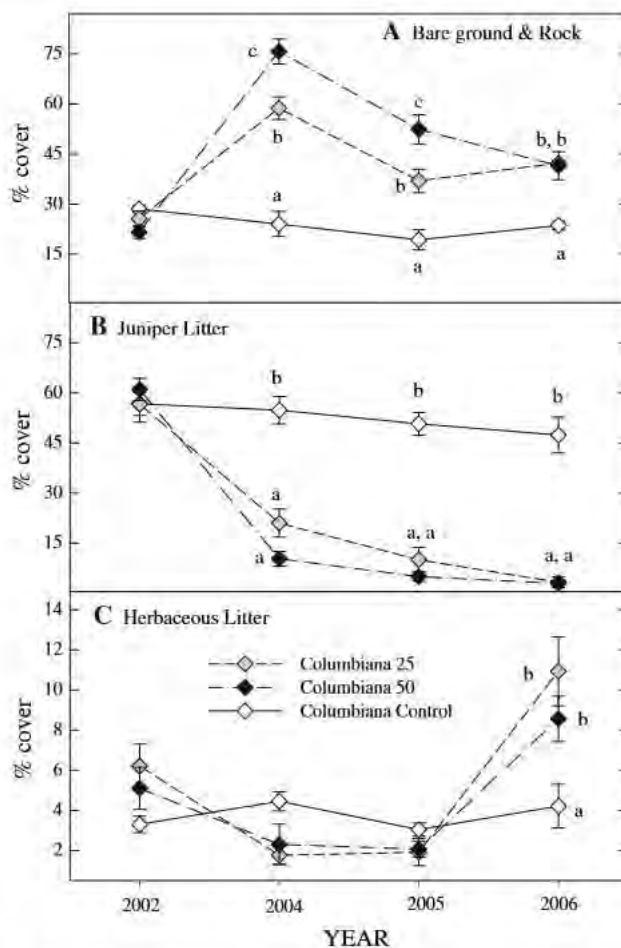 A Bare ground & Rock
% cover
75
60
45
30
15
c
b
a
c
b
a
b, b
a
B Juniper Litter
% cover
75
60
45
30
15
b
a
a
b
a, a
b
a, a
C Herbaceous Litter
% cover
14
12
10
8
6
4
2
Columbiana 25
Columbiana 50
Columbiana Control
b
b
a
2002 2004 2005 2006
YEAR